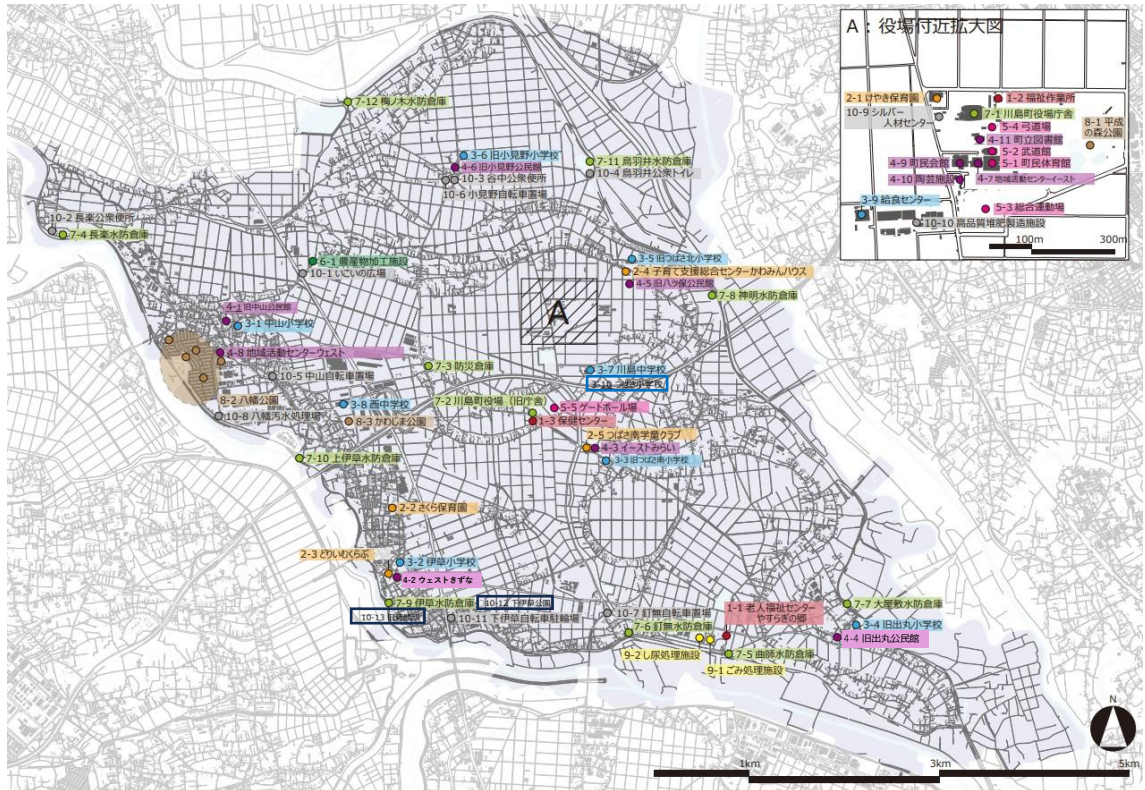 A：役場付近拡大図
2-1 けやき保育園
1-2 福祉作業所
10-9 シルバー
人材センター
7-1 川島町役場庁舎
8-1 平成
の森公園
5-4 弓道場
4-11 町立図書館
5-2 武道館
4-9 町民会館
5-1 町民体育館
4-10 陶芸施設
4-7 地域活動センターイースト
3-9 給食センター
5-3 総合運動場
10-10 高品質堆肥製造施設
100m
300m
7-12 梅ノ木水防倉庫
3-6 旧小見野小学校
4-6 旧小見野公民館
10-3 谷中公衆便所
10-6 小見野自転車置場
7-11 鳥羽井水防倉庫
10-4 鳥羽井公衆トイレ
10-2 長楽公衆便所
7-4 長楽水防倉庫
6-1 農産物加工施設
10-1 いこいの広場
3-5 旧つばさ北小学校
2-4 子育て支援総合センターかわみんハウス
4-5 旧八ツ保公民館
7-8 神明水防倉庫
A
4-1 旧中山公民館
3-1 中山小学校
4-8 地域活動センターウェスト
10-5 中山自転車置場
7-3 防災倉庫
3-7 川島中学校
3-10 つばさ小学校
8-2 八幡公園
3-8 西中学校
7-2 川島町役場（旧庁舎）
5-5 ゲートボール場
10-8 八幡汚水処理場
8-3 かわじま公園
1-3 保健センター
2-5 つばさ南学童クラブ
4-3 イーストみらい
3-3 旧つばさ南小学校
7-10 上伊草水防倉庫
2-2 さくら保育園
2-3 とりいむくらぶ
3-2 伊草小学校
4-2 ウェストきずな
7-9 伊草水防倉庫
10-12 下伊草公園
10-13
10-11 下伊草自転車駐輪場
10-7 釘無自転車置場
1-1 老人福祉センター
やすらぎの郷
7-7 大屋敷水防倉庫
7-6 釘無水防倉庫
3-4 旧出丸小学校
4-4 旧出丸公民館
9-2 し尿処理施設
7-5 曲師水防倉庫
9-1 ごみ処理施設
1km
3km
5km